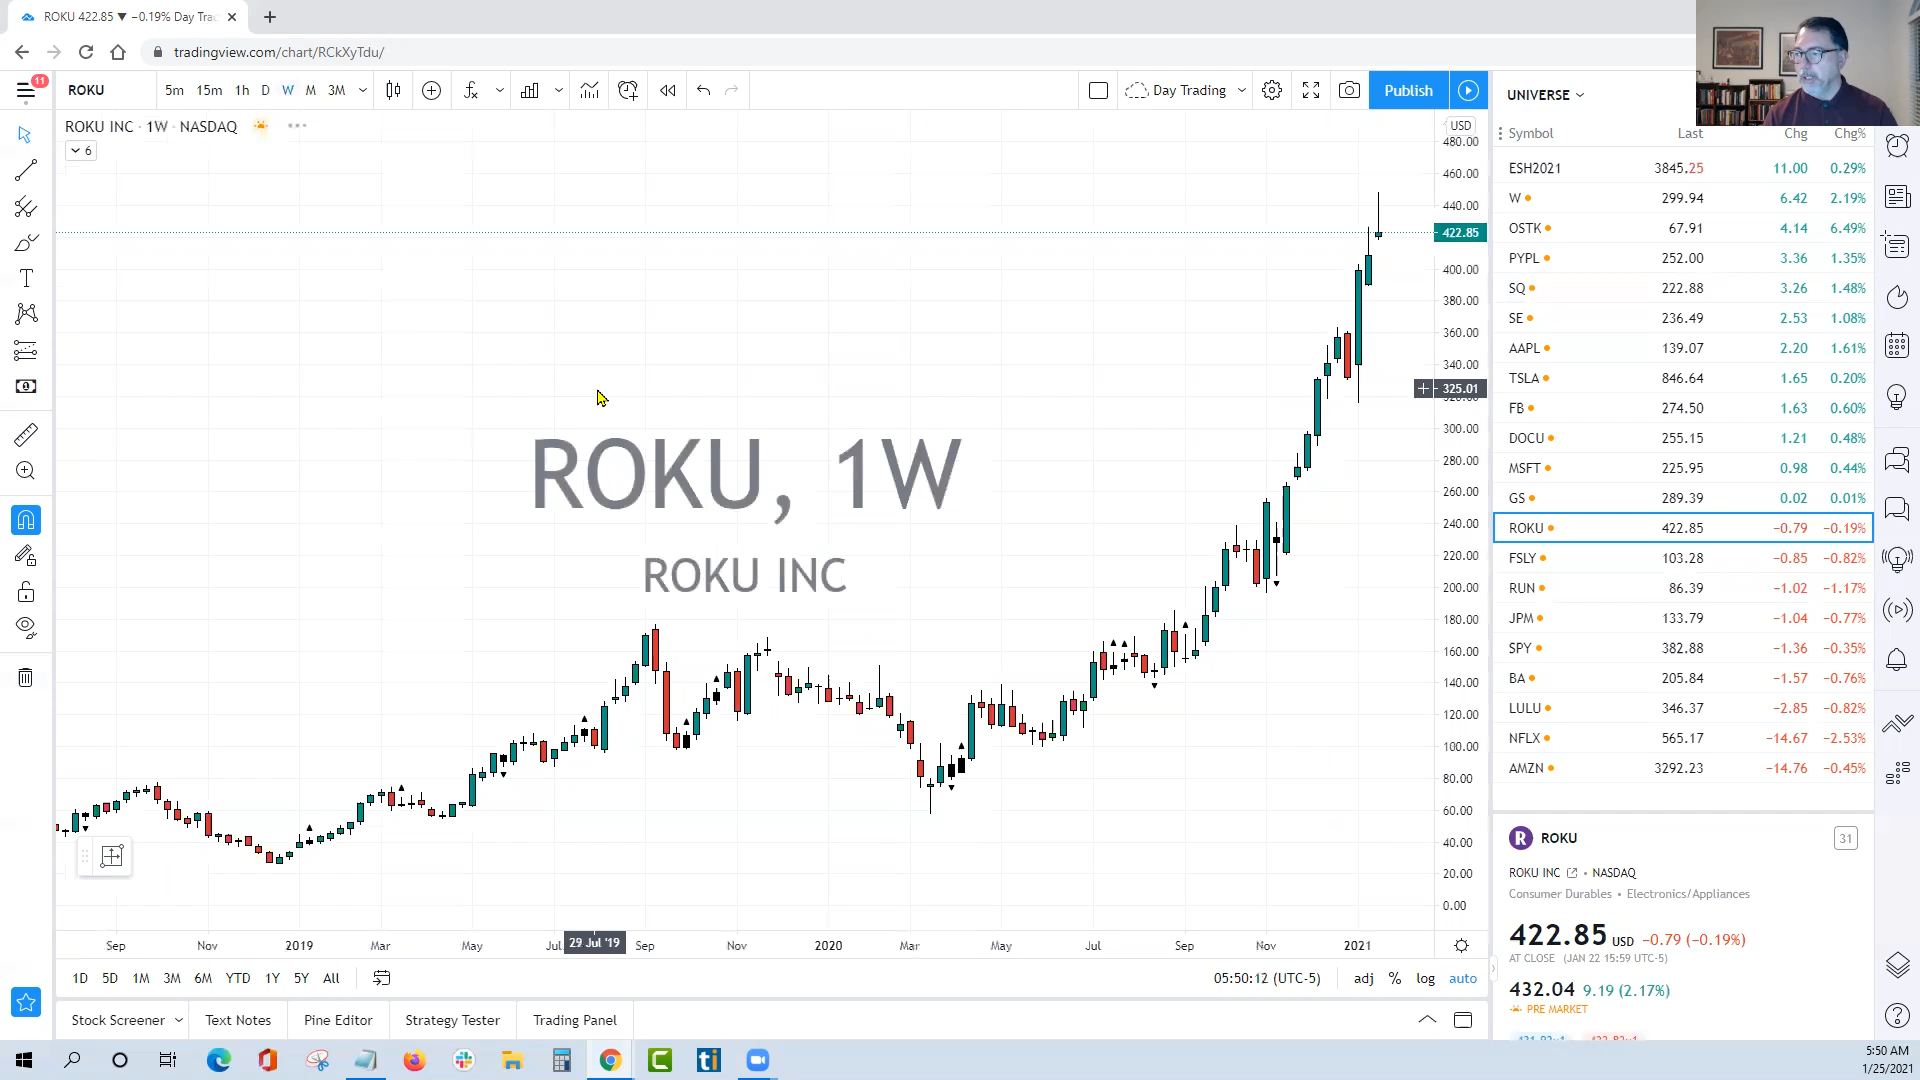 ROKU 422.85 ▼ −0.19% Day Tra
tradingview.com/chart/RCkXyTdu/
11
ROKU
5m 15m 1h D W M 3M
Day Trading
Publish
UNIVERSE
ROKU INC · 1W · NASDAQ
6
USD
480.00
460.00
440.00
422.85
400.00
380.00
360.00
340.00
325.01
300.00
280.00
260.00
240.00
220.00
200.00
180.00
160.00
140.00
120.00
100.00
80.00
60.00
40.00
20.00
0.00
ROKU, 1W
ROKU INC
Symbol Last Chg Chg%
ESH2021 3845.25 11.00 0.29%
W 299.94 6.42 2.19%
OSTK 67.91 4.14 6.49%
PYPL 252.00 3.36 1.35%
SQ 222.88 3.26 1.48%
SE 236.49 2.53 1.08%
AAPL 139.07 2.20 1.61%
TSLA 846.64 1.65 0.20%
FB 274.50 1.63 0.60%
DOCU 255.15 1.21 0.48%
MSFT 225.95 0.98 0.44%
GS 289.39 0.02 0.01%
ROKU 422.85 −0.79 −0.19%
FSLY 103.28 −0.85 −0.82%
RUN 86.39 −1.02 −1.17%
JPM 133.79 −1.04 −0.77%
SPY 382.88 −1.36 −0.35%
BA 205.84 −1.57 −0.76%
LULU 346.37 −2.85 −0.82%
NFLX 565.17 −14.67 −2.53%
AMZN 3292.23 −14.76 −0.45%
R ROKU 31
ROKU INC • NASDAQ
Consumer Durables • Electronics/Appliances
422.85 USD −0.79 (−0.19%)
AT CLOSE (JAN 22 15:59 UTC-5)
432.04 9.19 (2.17%)
PRE MARKET
Sep Nov 2019 Mar May Jul 29 Jul '19 Sep Nov 2020 Mar May Jul Sep Nov 2021
1D 5D 1M 3M 6M YTD 1Y 5Y All
05:50:12 (UTC-5) adj % log auto
Stock Screener Text Notes Pine Editor Strategy Tester Trading Panel
ti
5:50 AM
1/25/2021